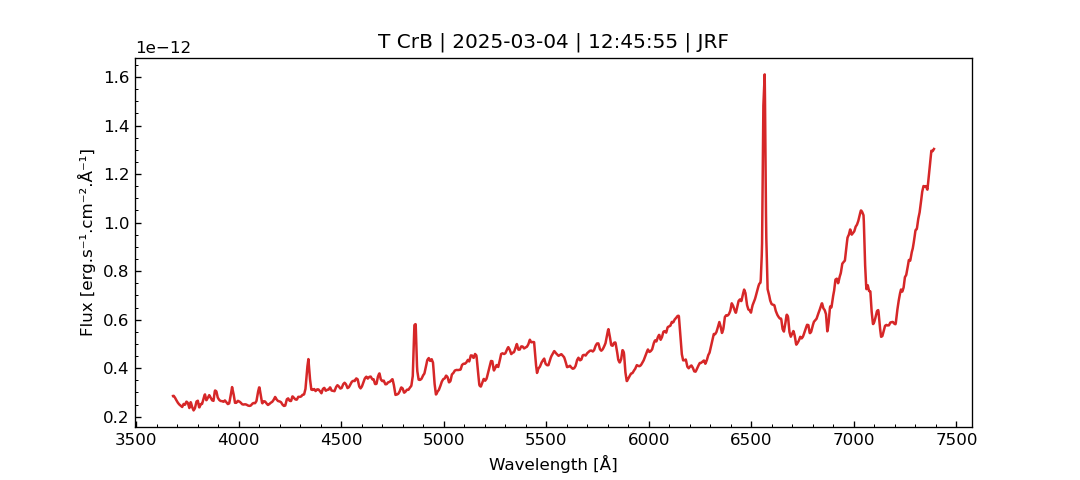 T CrB | 2025-03-04 | 12:45:55 | JRF
1e−12
Flux [erg.s⁻¹.cm⁻².Å⁻¹]
1.6
1.4
1.2
1.0
0.8
0.6
0.4
0.2
3500 4000 4500 5000 5500 6000 6500 7000 7500
Wavelength [Å]